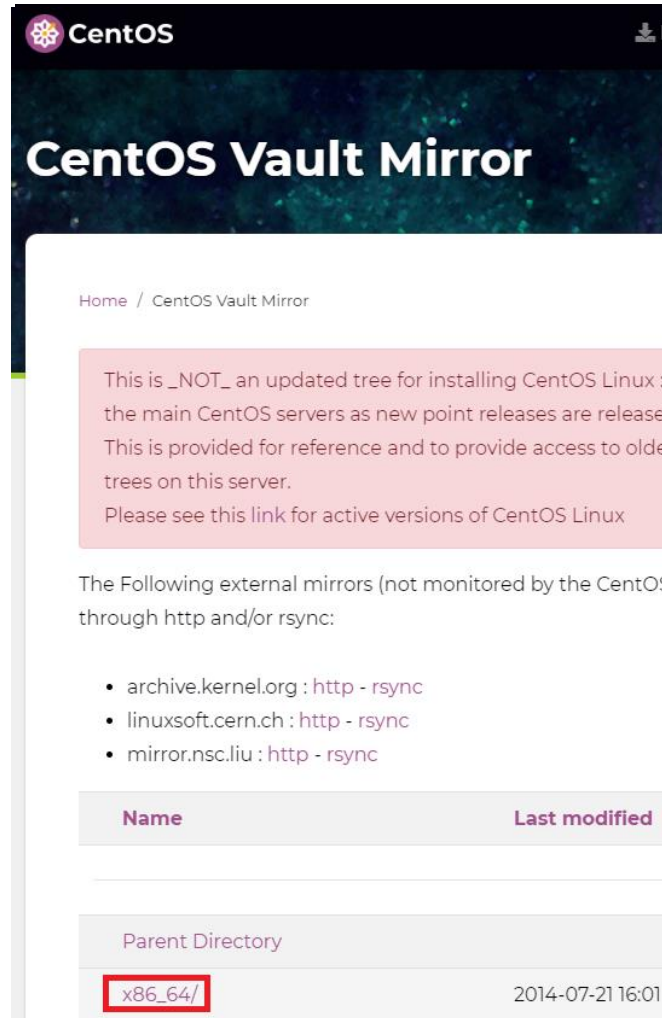 CentOS
CentOS Vault Mirror
Home / CentOS Vault Mirror
This is _NOT_ an updated tree for installing CentOS Linux :
the main CentOS servers as new point releases are release
This is provided for reference and to provide access to olde
trees on this server.
Please see this link for active versions of CentOS Linux
The Following external mirrors (not monitored by the CentOS
through http and/or rsync:
• archive.kernel.org : http - rsync
• linuxsoft.cern.ch : http - rsync
• mirror.nsc.liu : http - rsync
Name Last modified
Parent Directory
x86_64/ 2014-07-21 16:01